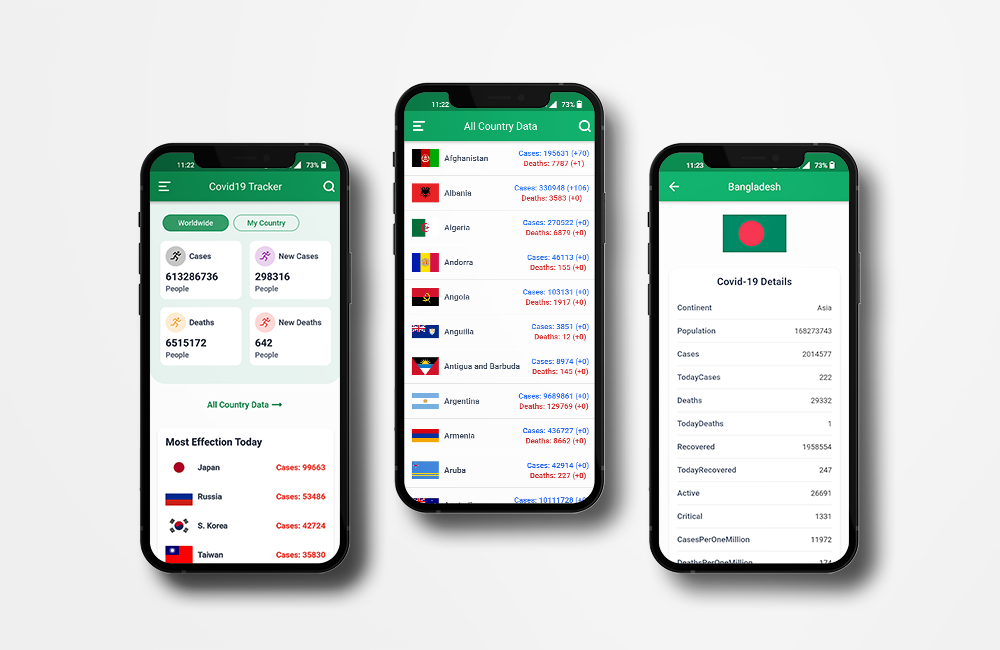 11:22 73%
Covid19 Tracker
Worldwide My Country
Cases New Cases
613286736 298316
People People
Deaths New Deaths
6515172 642
People People
All Country Data
Most Effection Today
Japan Cases: 99663
Russia Cases: 53486
S. Korea Cases: 42724
Taiwan Cases: 35830
11:22 73%
All Country Data
Afghanistan Cases: 195631 (+70)
Deaths: 7787 (+1)
Albania Cases: 330948 (+106)
Deaths: 3583 (+0)
Algeria Cases: 270522 (+0)
Deaths: 6879 (+0)
Andorra Cases: 46113 (+0)
Deaths: 155 (+0)
Angola Cases: 103131 (+0)
Deaths: 1917 (+0)
Anguilla Cases: 3851 (+0)
Deaths: 12 (+0)
Antigua and Barbuda Cases: 8974 (+0)
Deaths: 145 (+0)
Argentina Cases: 9689861 (+0)
Deaths: 129769 (+0)
Armenia Cases: 436727 (+0)
Deaths: 8662 (+0)
Aruba Cases: 42914 (+0)
Deaths: 227 (+0)
Cases: 10111728 (+0)
11:23 73%
Bangladesh
Covid-19 Details
Continent Asia
Population 168273743
Cases 2014577
TodayCases 222
Deaths 29332
TodayDeaths 1
Recovered 1958554
TodayRecovered 247
Active 26691
Critical 1331
CasesPerOneMillion 11972
DeathsPerOneMillion 174